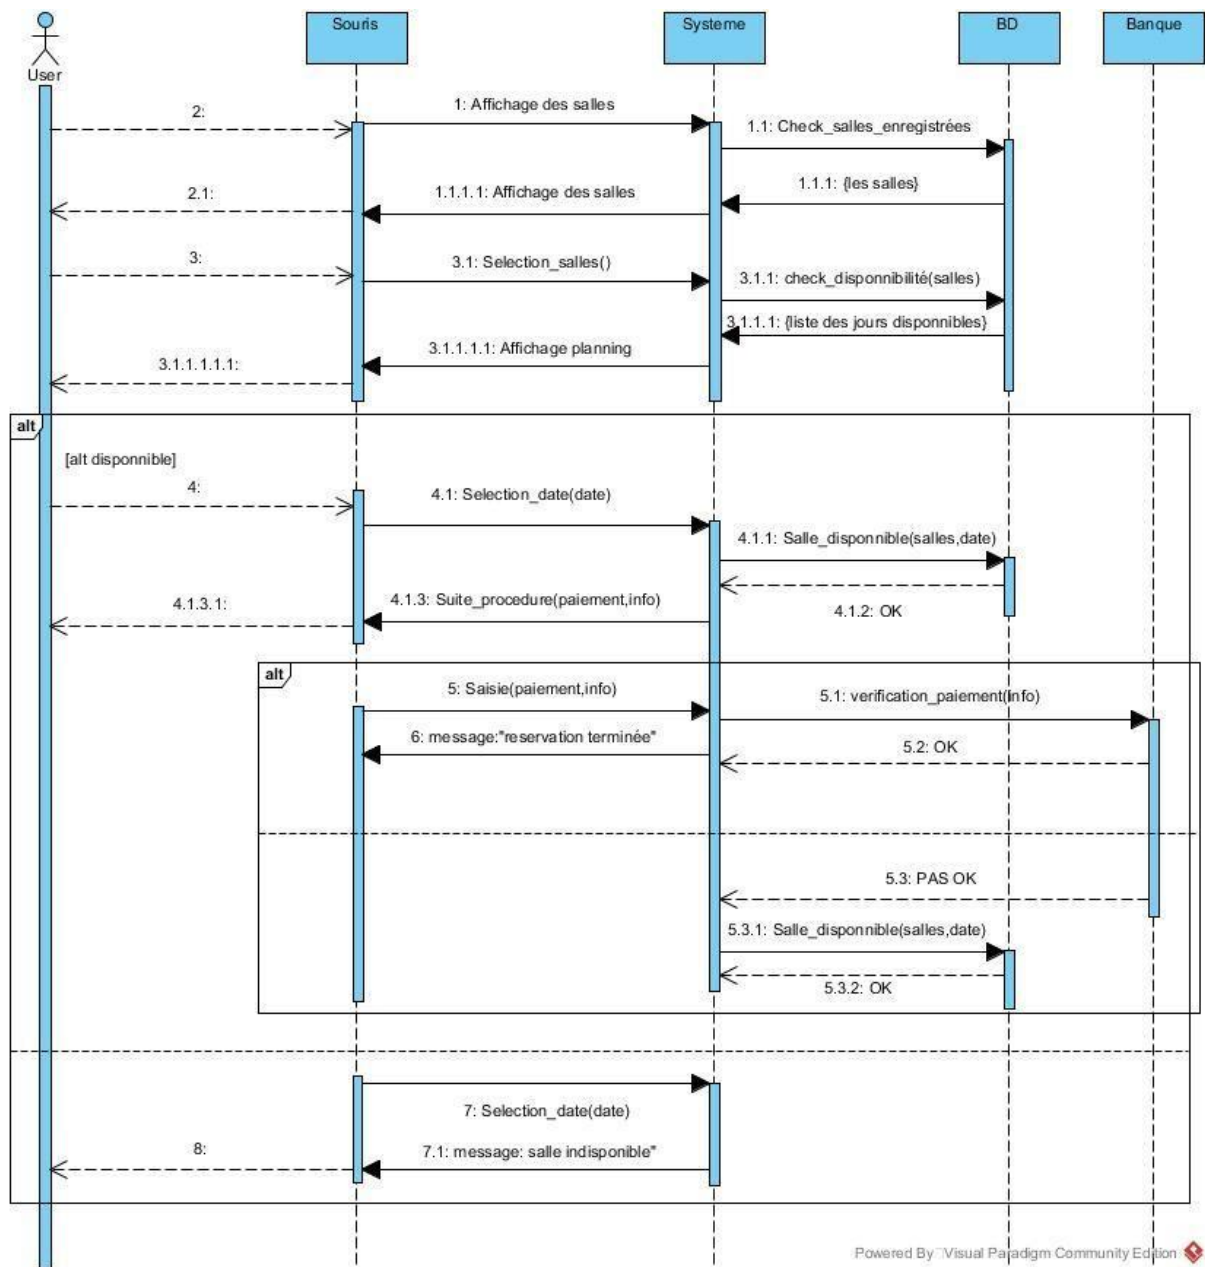 Souris
Systeme
BD
Banque
User
2:
1: Affichage des salles
1.1: Check_salles_enregistrées
1.1.1: {les salles}
2.1:
1.1.1.1: Affichage des salles
3:
3.1: Selection_salles()
3.1.1: check_disponnibilité(salles)
3.1.1.1: {liste des jours disponnibles}
3.1.1.1.1: Affichage planning
3.1.1.1.1.1:
alt
[alt disponnible]
4:
4.1: Selection_date(date)
4.1.1: Salle_disponnible(salles,date)
4.1.2: OK
4.1.3: Suite_procedure(paiement,info)
4.1.3.1:
alt
5: Saisie(paiement,info)
5.1: verification_paiement(info)
6: message:"reservation terminée"
5.2: OK
5.3: PAS OK
5.3.1: Salle_disponnible(salles,date)
5.3.2: OK
7: Selection_date(date)
8:
7.1: message: salle indisponible"
Powered By Visual Paradigm Community Edition